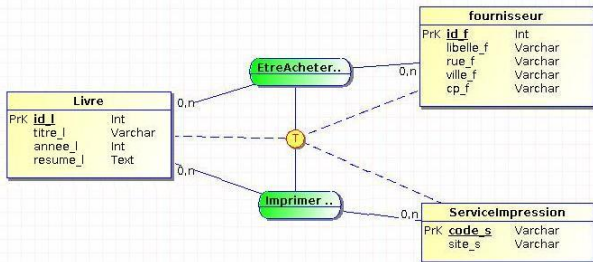 fournisseur
PrK id_f Int
libelle_f Varchar
rue_f Varchar
ville_f Varchar
cp_f Varchar
EtreAcheter..
0,n
0,n
Livre
PrK id_l Int
titre_l Varchar
annee_l Int
resume_l Text
T
0,n
Imprimer ..
0,n
ServiceImpression
PrK code_s Varchar
site_s Varchar